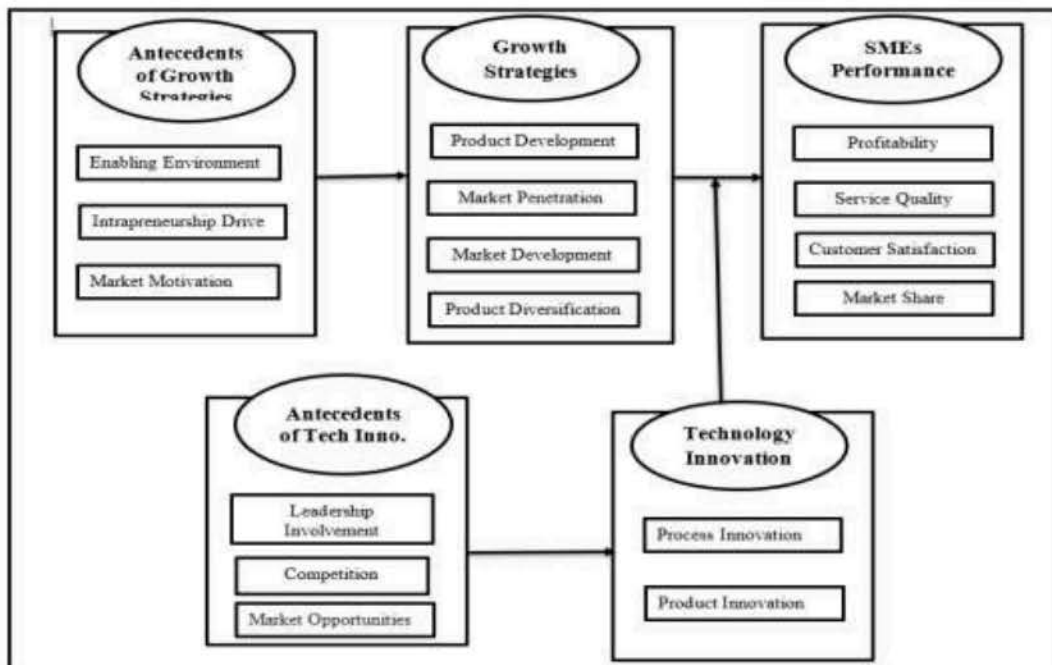 Antecedents
of Growth
Strategies
Enabling Environment
Intrapreneurship Drive
Market Motivation
Growth
Strategies
Product Development
Market Penetration
Market Development
Product Diversification
SMEs
Performance
Profitability
Service Quality
Customer Satisfaction
Market Share
Antecedents
of Tech Inno.
Leadership
Involvement
Competition
Market Opportunities
Technology
Innovation
Process Innovation
Product Innovation